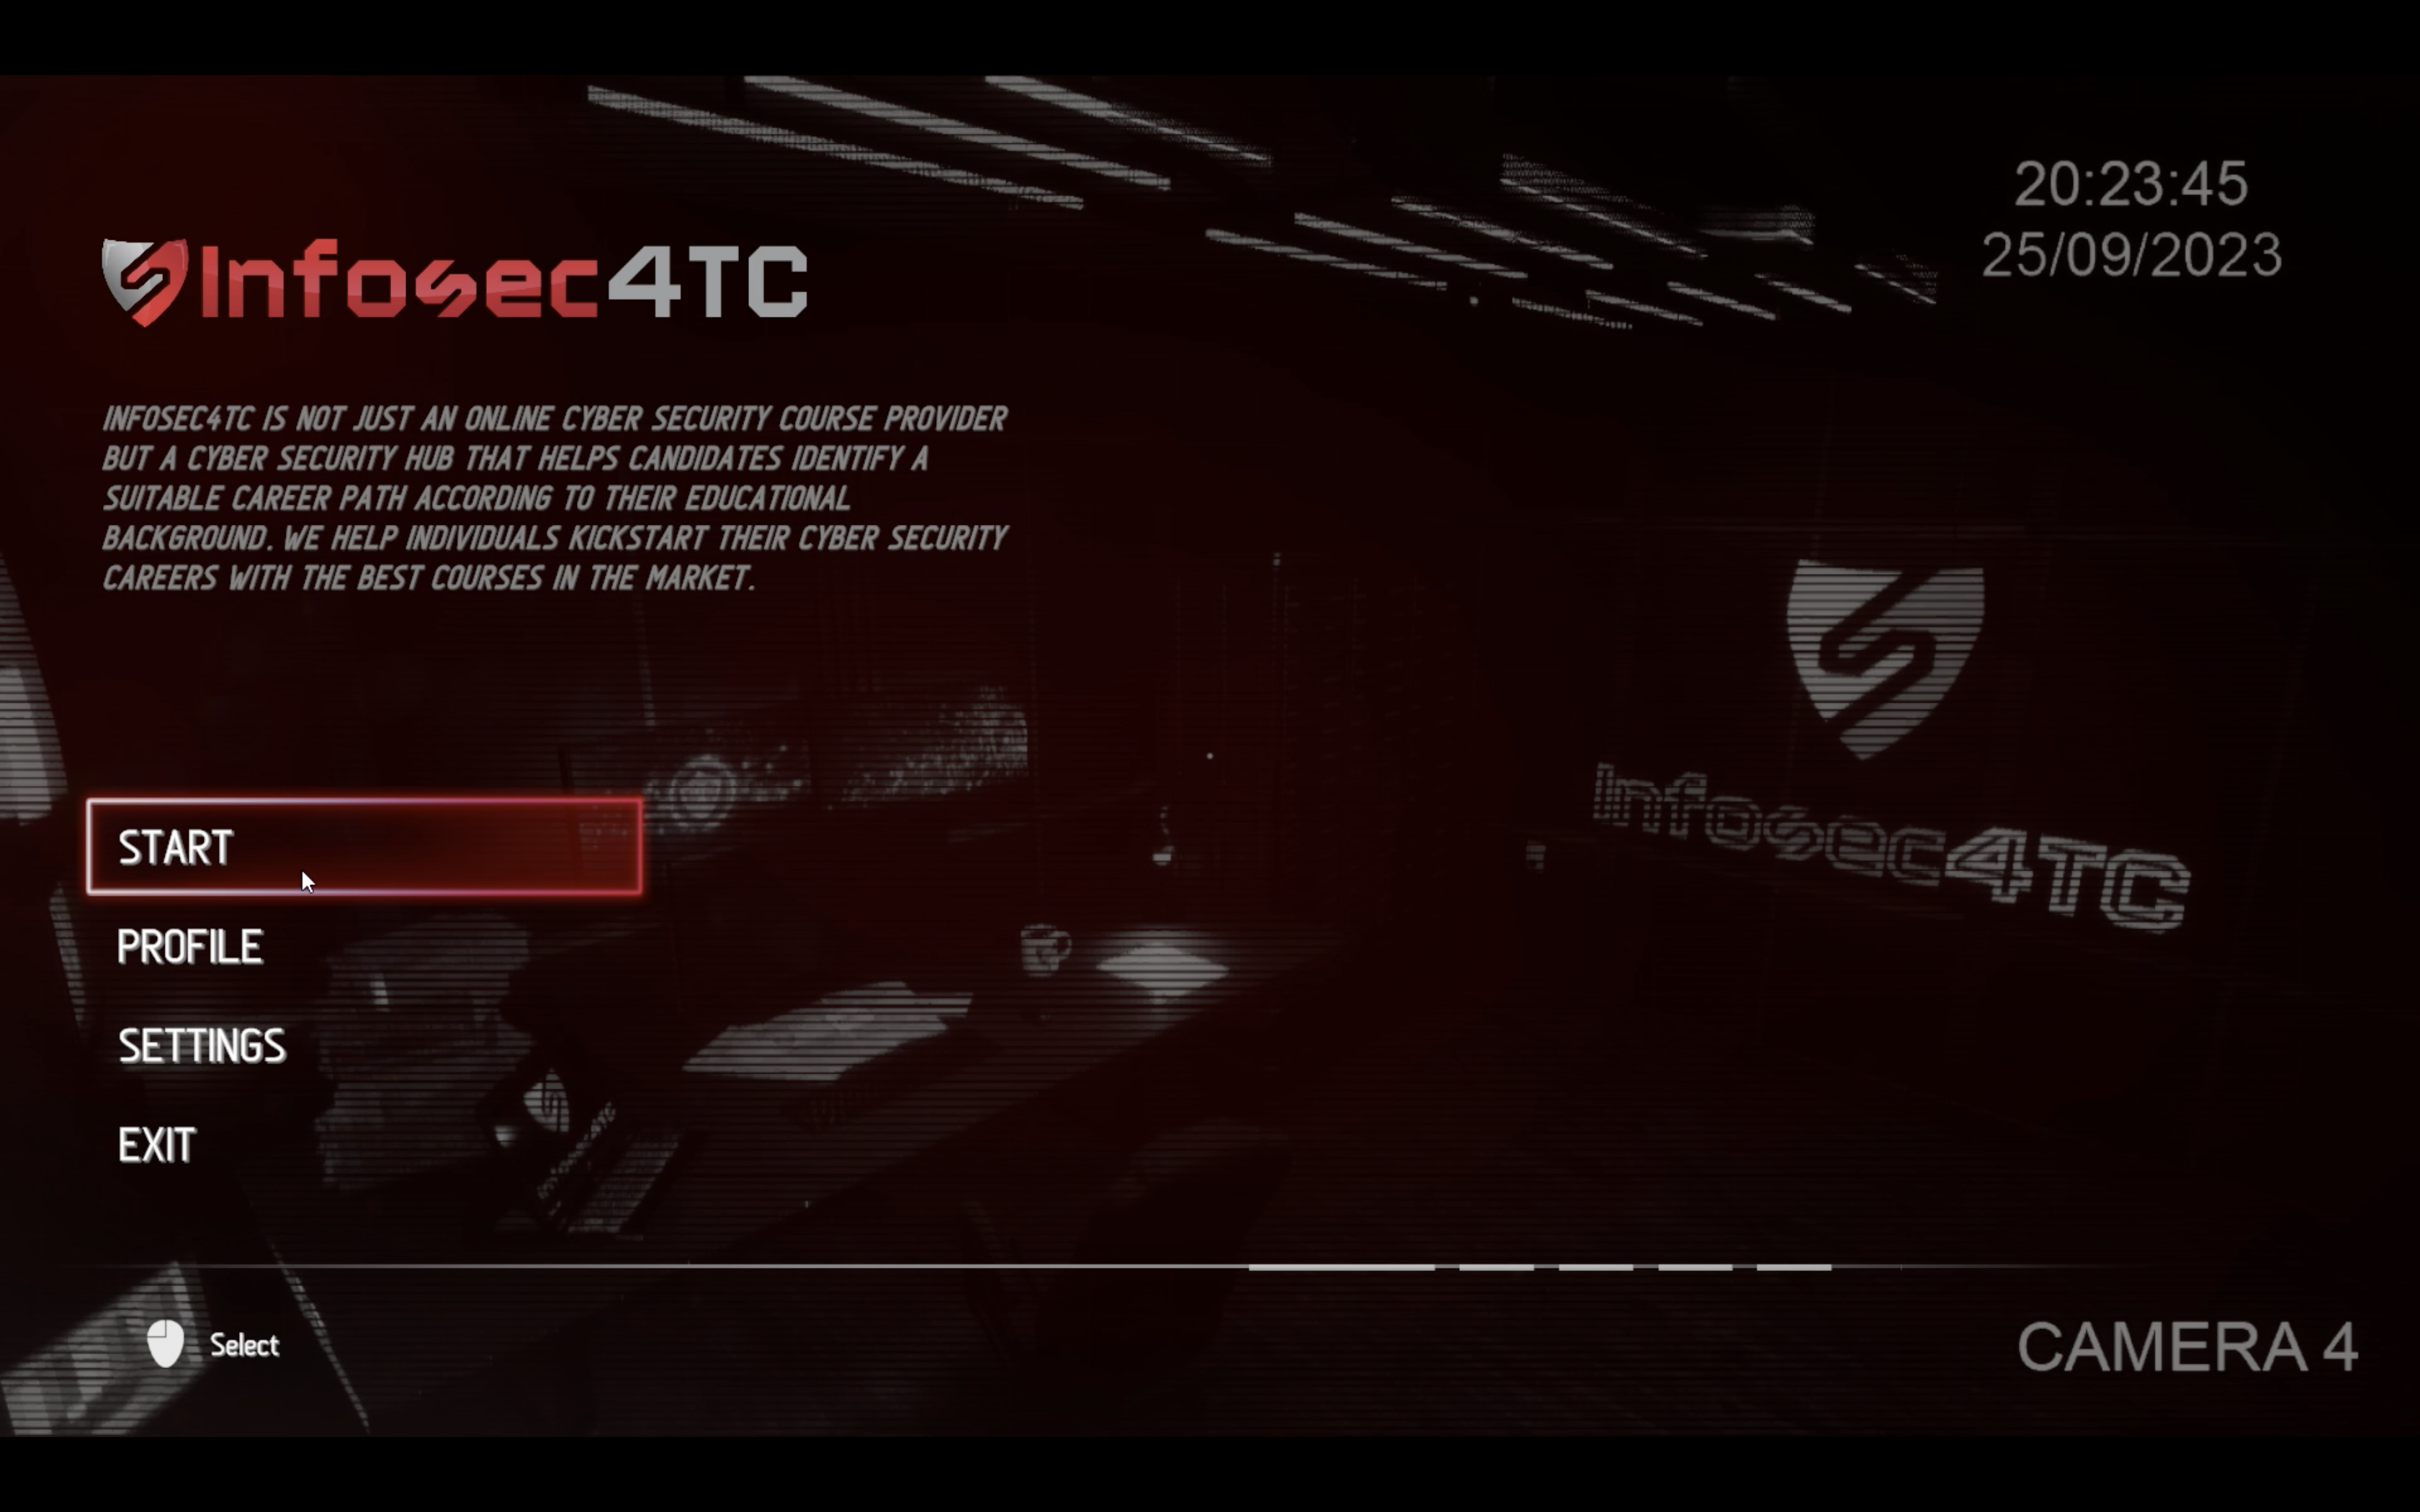 Infosec4TC
20:23:45
25/09/2023
INFOSEC4TC IS NOT JUST AN ONLINE CYBER SECURITY COURSE PROVIDER
BUT A CYBER SECURITY HUB THAT HELPS CANDIDATES IDENTIFY A
SUITABLE CAREER PATH ACCORDING TO THEIR EDUCATIONAL
BACKGROUND. WE HELP INDIVIDUALS KICKSTART THEIR CYBER SECURITY
CAREERS WITH THE BEST COURSES IN THE MARKET.
Infosec4TC
START
PROFILE
SETTINGS
EXIT
Select
CAMERA 4